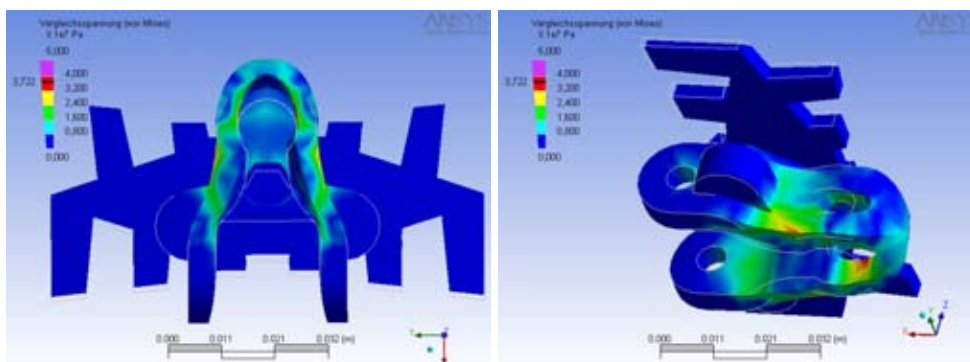 Vergleichsspannung (von Mises)
X 1e⁷ Pa
5,000
3,722
4,000
3,200
2,400
1,600
0,800
0,000
ANSYS
0.000 0.011 0.021 0.032 (m)
Y Z
Vergleichsspannung (von Mises)
X 1e⁷ Pa
5,000
3,722
4,000
3,200
2,400
1,600
0,800
0,000
ANSYS
0.000 0.011 0.021 0.032 (m)
X Y Z